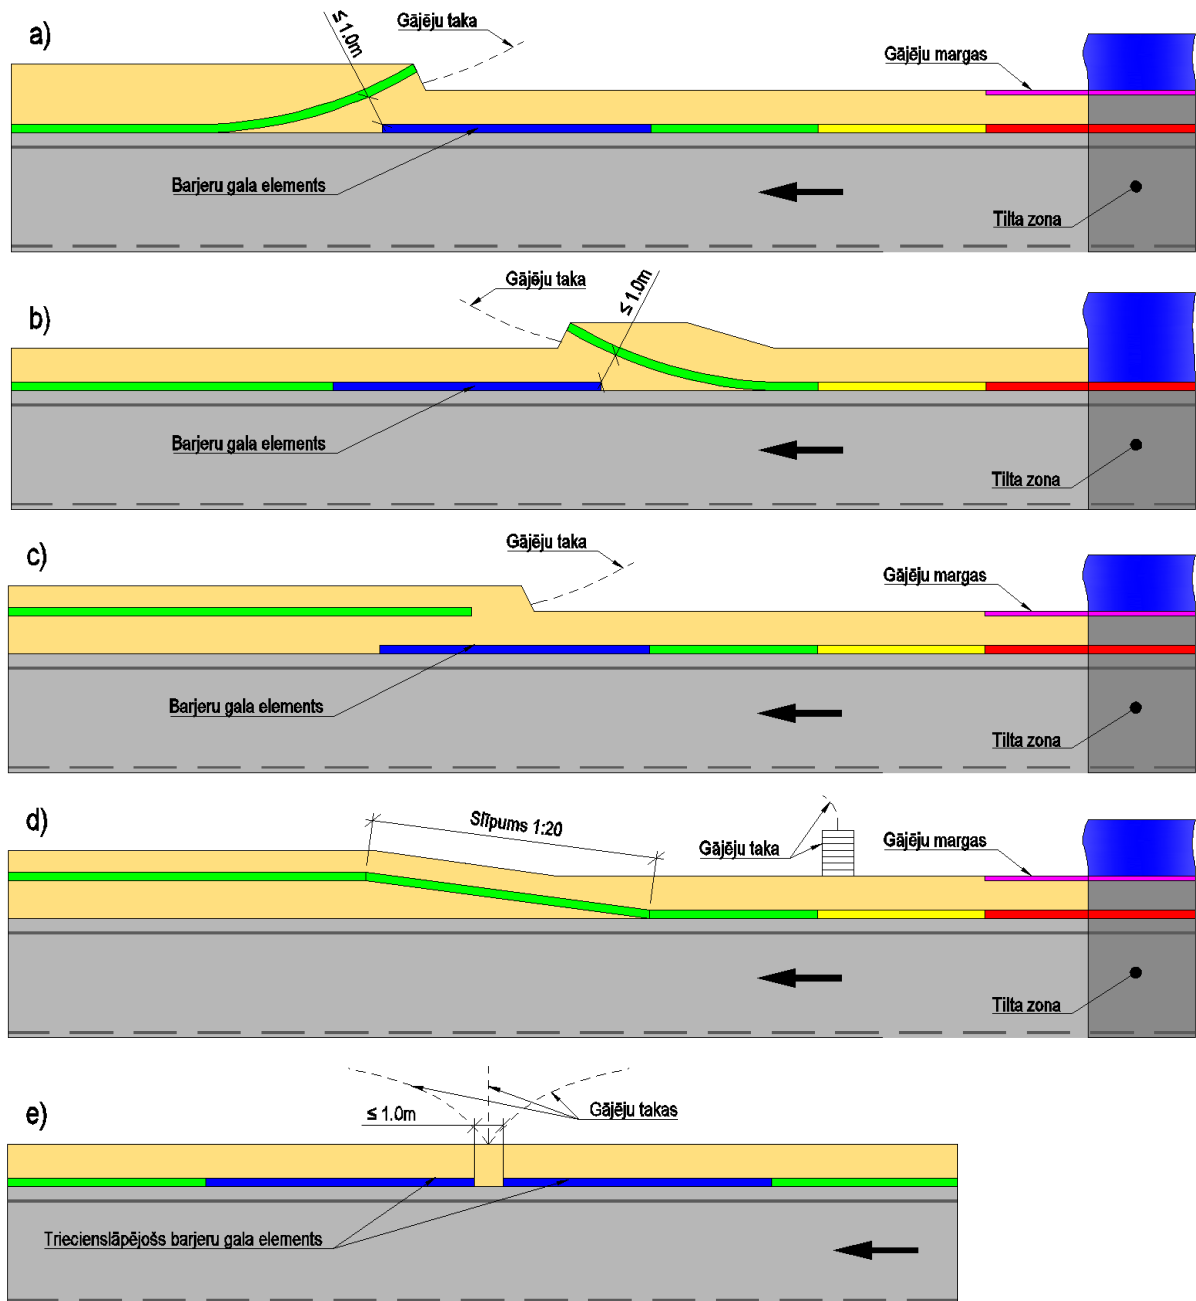 a)
≤ 1.0m
Gājēju taka
Gājēju margas
Barjeru gala elements
Tilta zona
b)
Gājēju taka
≤ 1.0m
Barjeru gala elements
Tilta zona
c)
Gājēju taka
Gājēju margas
Barjeru gala elements
Tilta zona
d)
Slīpums 1:20
Gājēju taka
Gājēju margas
Tilta zona
e)
≤ 1.0m
Gājēju takas
Triecienslāpējošs barjeru gala elements